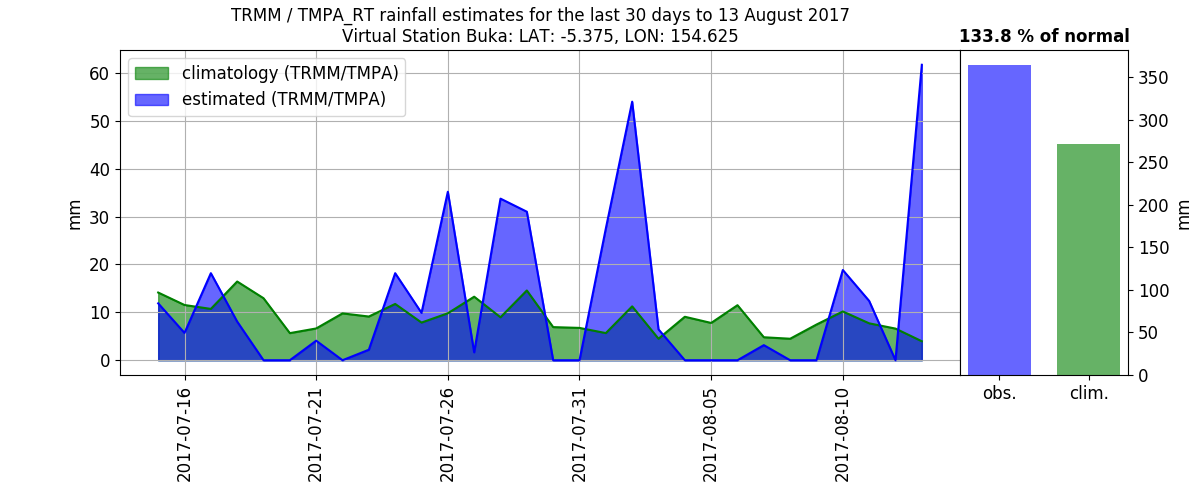 TRMM / TMPA_RT rainfall estimates for the last 30 days to 13 August 2017
Virtual Station Buka: LAT: -5.375, LON: 154.625
133.8 % of normal
climatology (TRMM/TMPA)
estimated (TRMM/TMPA)
60
50
40
30
20
10
0
mm
2017-07-16
2017-07-21
2017-07-26
2017-07-31
2017-08-05
2017-08-10
350
300
250
200
150
100
50
0
mm
obs.
clim.